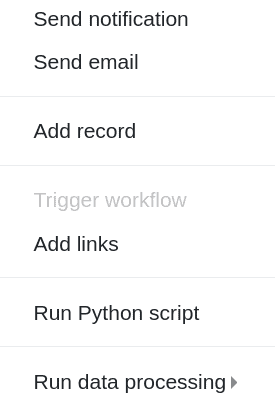 Send notification
Send email
Add record
Trigger workflow
Add links
Run Python script
Run data processing